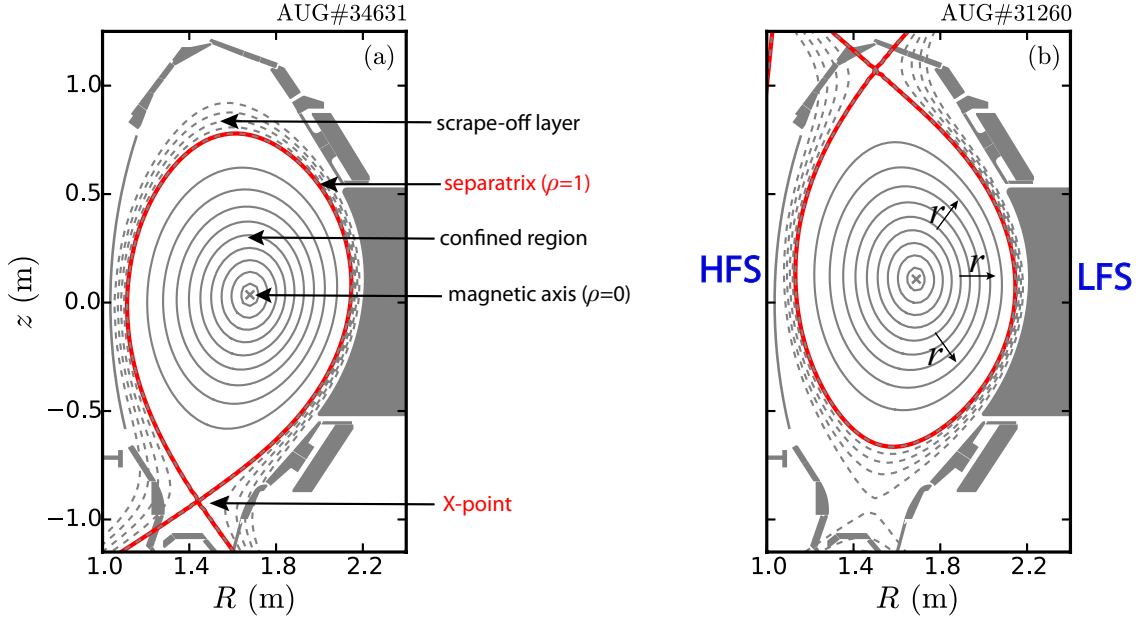 AUG#34631
(a)
scrape-off layer
separatrix (ρ=1)
confined region
magnetic axis (ρ=0)
X-point
z (m)
1.0
0.5
0.0
−0.5
−1.0
1.0 1.4 1.8 2.2
R (m)
AUG#31260
(b)
r
r
r
HFS
LFS
1.0 1.4 1.8 2.2
R (m)